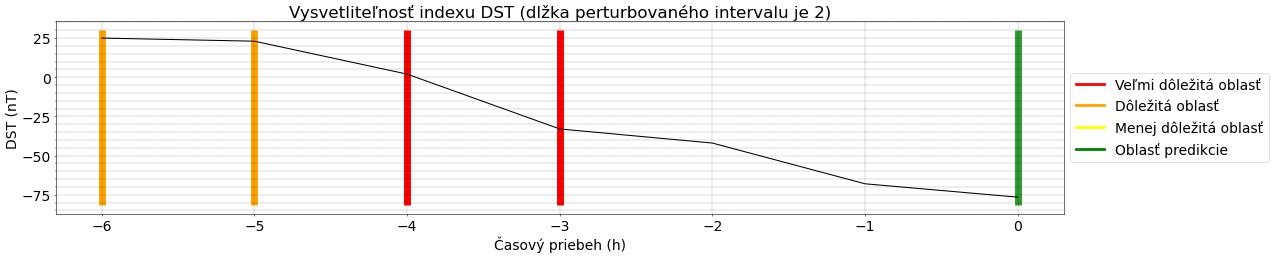 Vysvetliteľnosť indexu DST (dĺžka perturbovaného intervalu je 2)
25
0
−25
−50
−75
DST (nT)
−6 −5 −4 −3 −2 −1 0
Časový priebeh (h)
Veľmi dôležitá oblasť
Dôležitá oblasť
Menej dôležitá oblasť
Oblasť predikcie